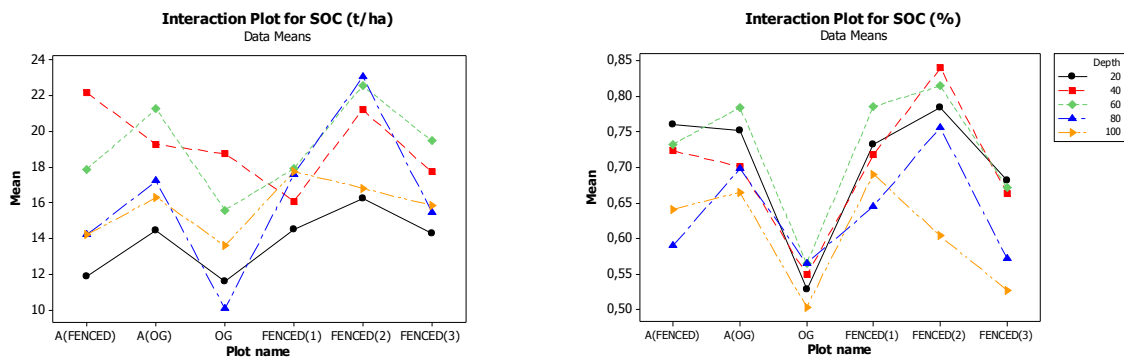 Interaction Plot for SOC (t/ha)
Data Means
24
22
20
18
16
14
12
10
Mean
A(FENCED) A(OG) OG FENCED(1) FENCED(2) FENCED(3)
Plot name
Interaction Plot for SOC (%)
Data Means
0,85
0,80
0,75
0,70
0,65
0,60
0,55
0,50
Mean
A(FENCED) A(OG) OG FENCED(1) FENCED(2) FENCED(3)
Plot name
Depth
20
40
60
80
100